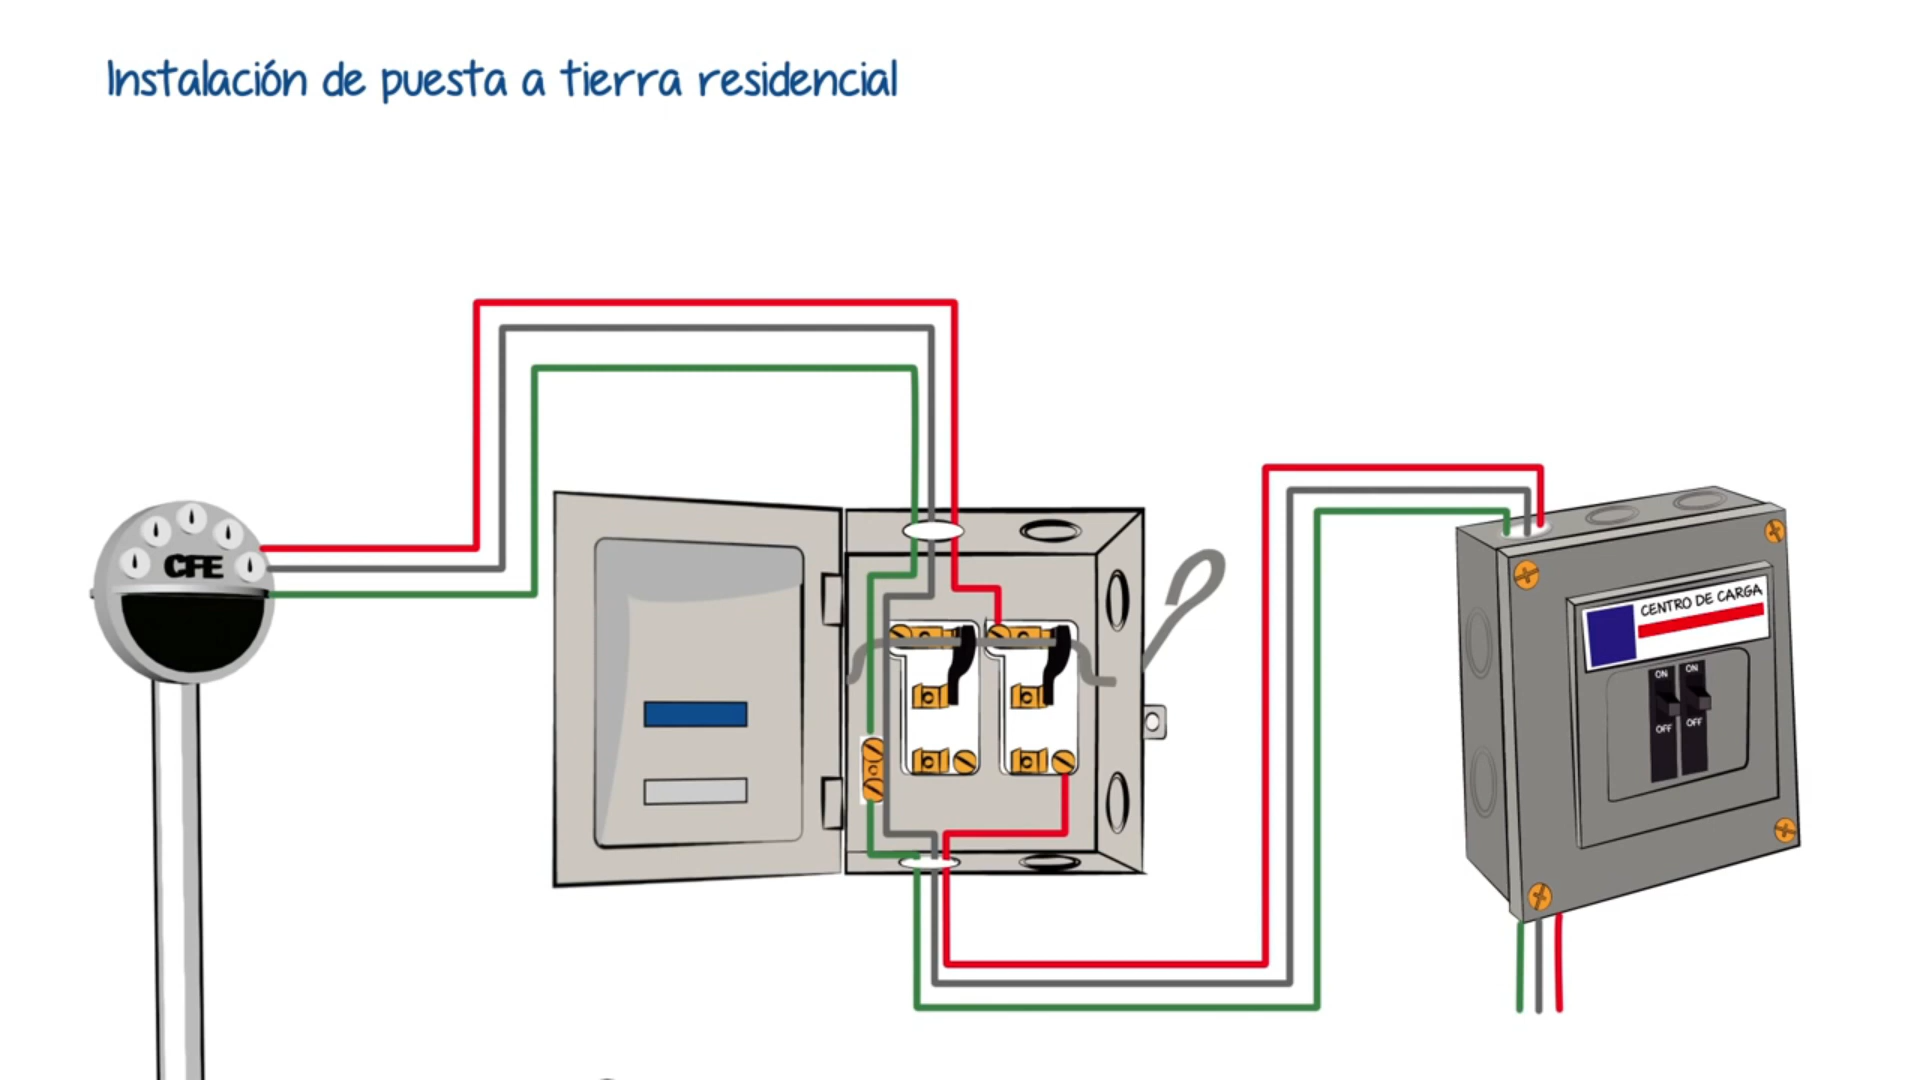 Instalación de puesta a tierra residencial
CFE
CENTRO DE CARGA
ON ON
OFF OFF